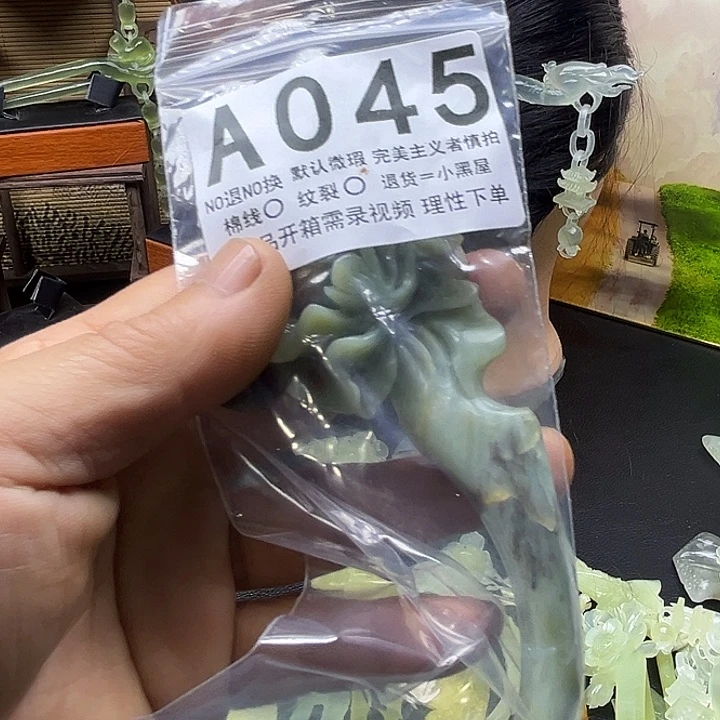 A045
NO退NO换 默认微瑕 完美主义者慎拍
棉线○ 纹裂○ 退货=小黑屋
品开箱需录视频 理性下单